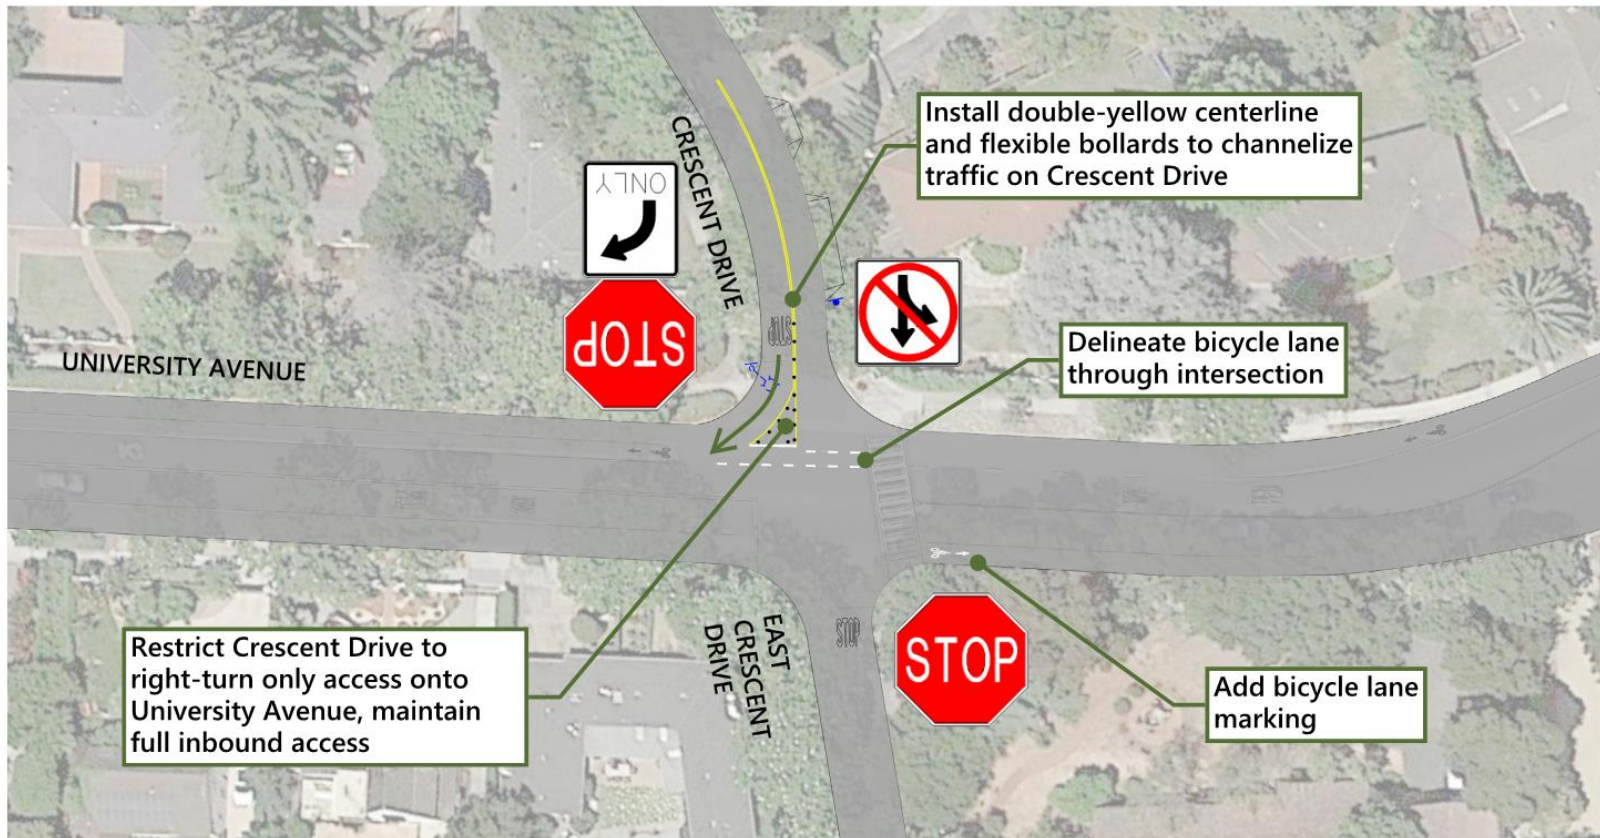 Install double-yellow centerline
and flexible bollards to channelize
traffic on Crescent Drive
CRESCENT DRIVE
ONLY
STOP
STOP
UNIVERSITY AVENUE
Delineate bicycle lane
through intersection
Restrict Crescent Drive to
right-turn only access onto
University Avenue, maintain
full inbound access
EAST
CRESCENT
DRIVE
STOP
STOP
Add bicycle lane
marking